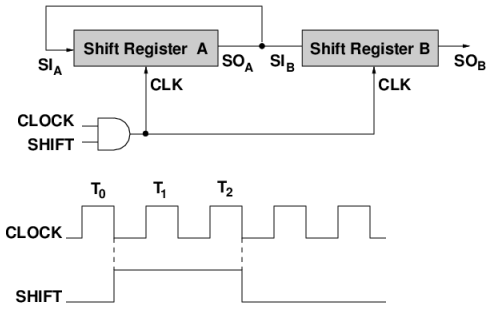 Shift Register A
Shift Register B
SI_A
SO_A
SI_B
SO_B
CLK
CLK
CLOCK
SHIFT
T_0
T_1
T_2
CLOCK
SHIFT